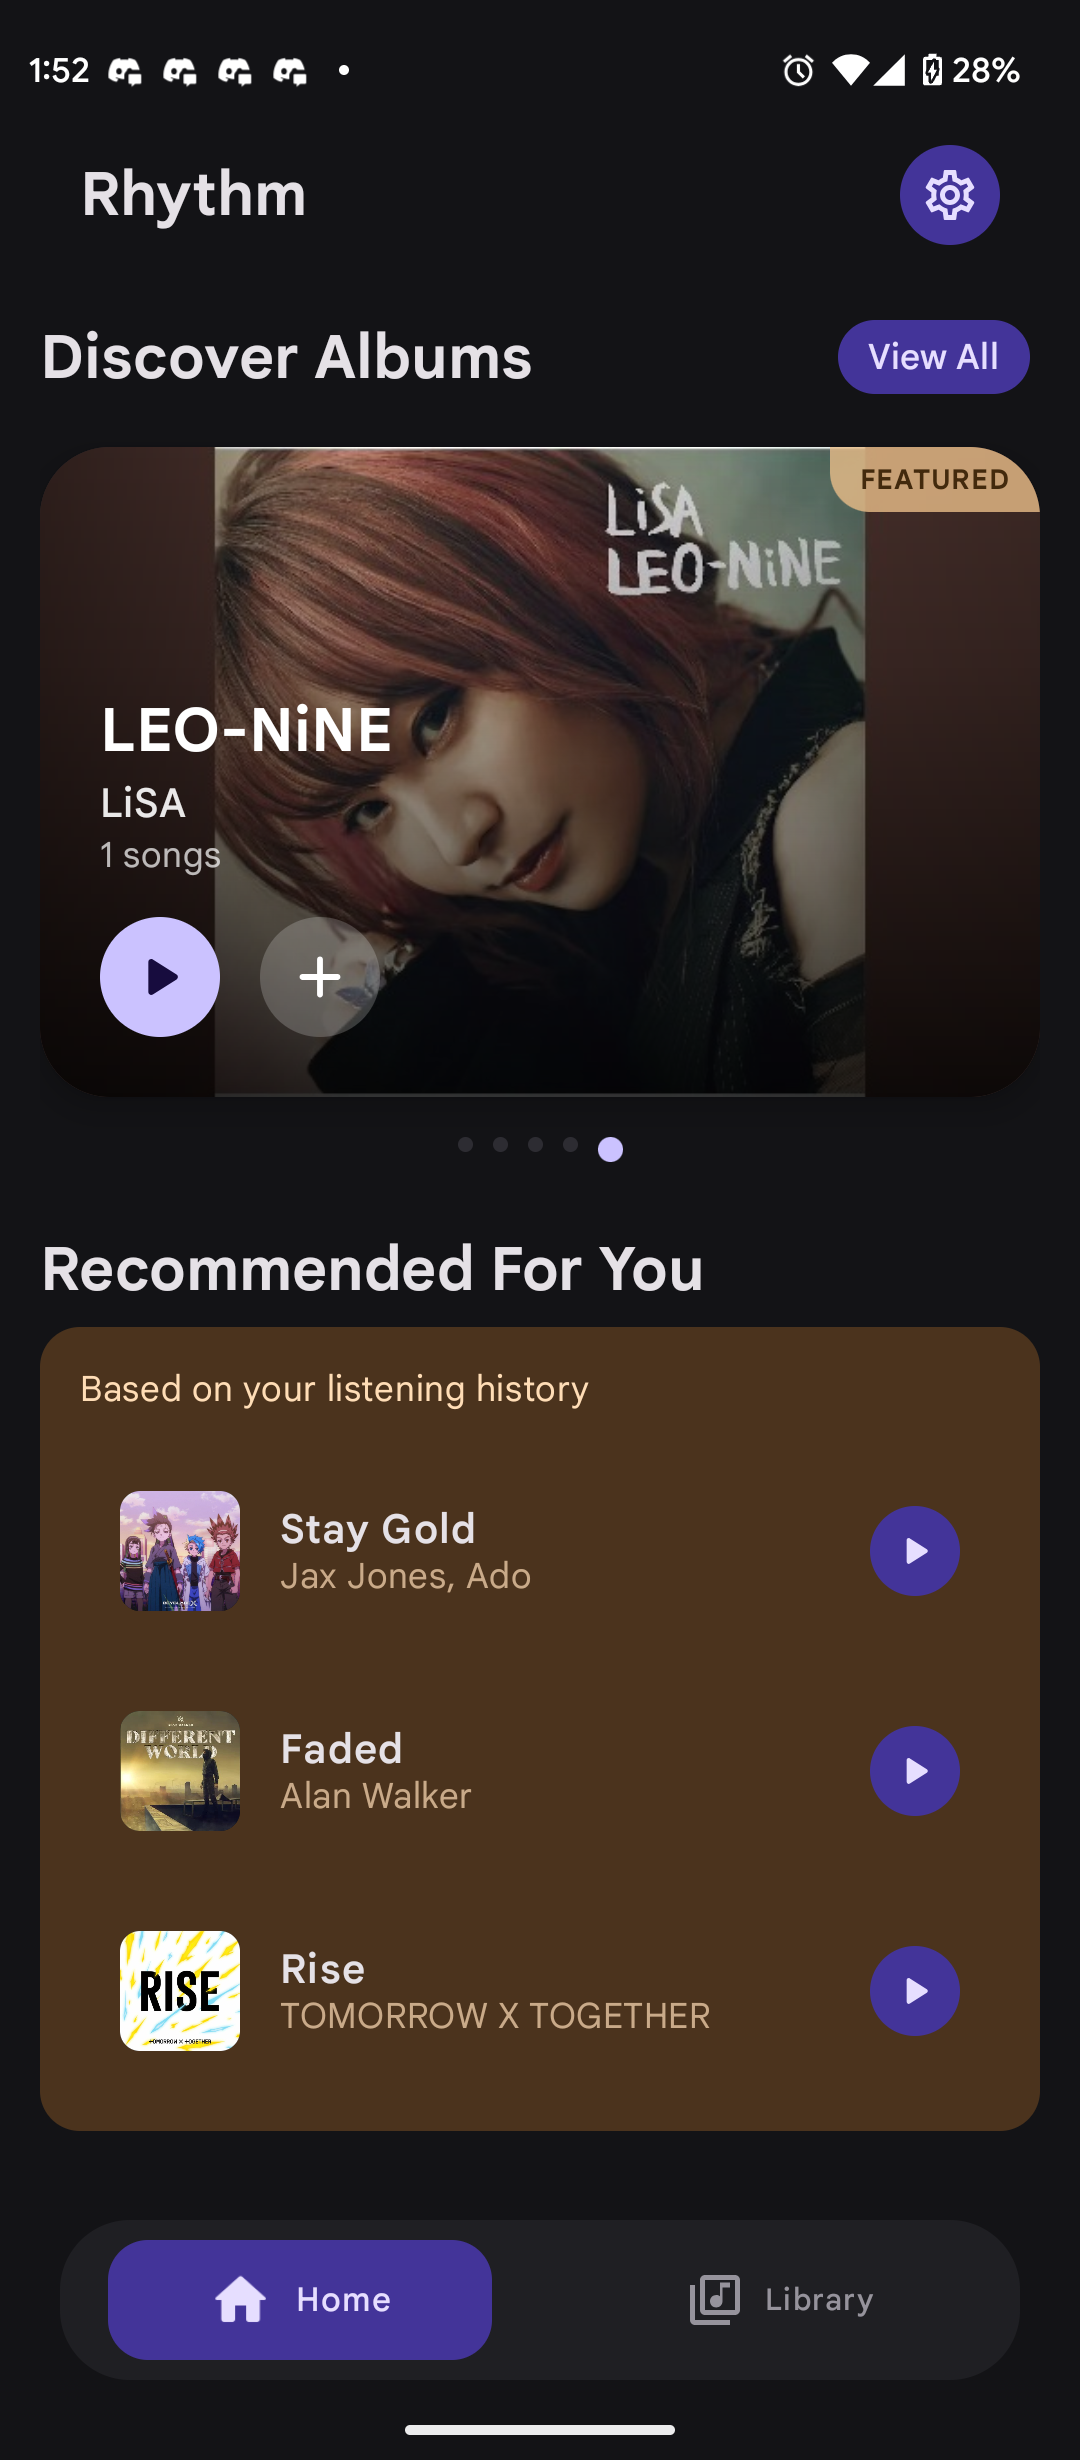 1:52
28%
Rhythm
Discover Albums
View All
FEATURED
LiSA
LEO-NiNE
LEO-NiNE
LiSA
1 songs
Recommended For You
Based on your listening history
Stay Gold
Jax Jones, Ado
DIFFERENT
WORLD
Faded
Alan Walker
RISE
TOMORROW X TOGETHER
Rise
TOMORROW X TOGETHER
Home
Library